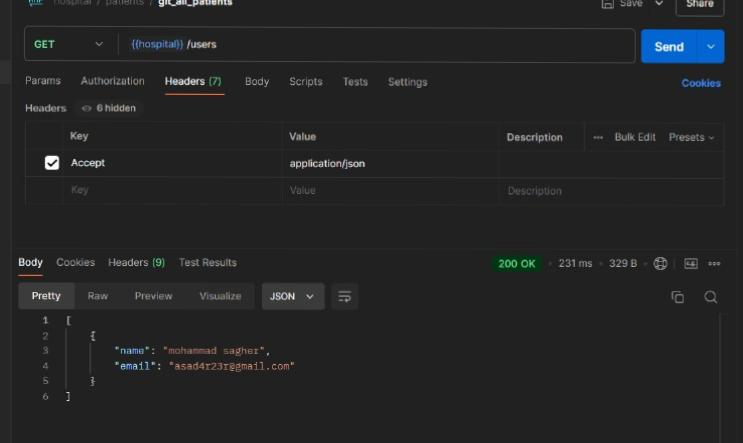 hospital / patients / git_all_patients
Save
Share
GET
{{hospital}} /users
Send
Params Authorization Headers (7) Body Scripts Tests Settings
Cookies
Headers 6 hidden
Key Value Description Bulk Edit Presets
Accept application/json
Key Value Description
Body Cookies Headers (9) Test Results
200 OK 231 ms 329 B
Pretty Raw Preview Visualize JSON
1 [
2 {
3 "name": "mohammad sagher",
4 "email": "asad4r23r@gmail.com"
5 }
6 ]